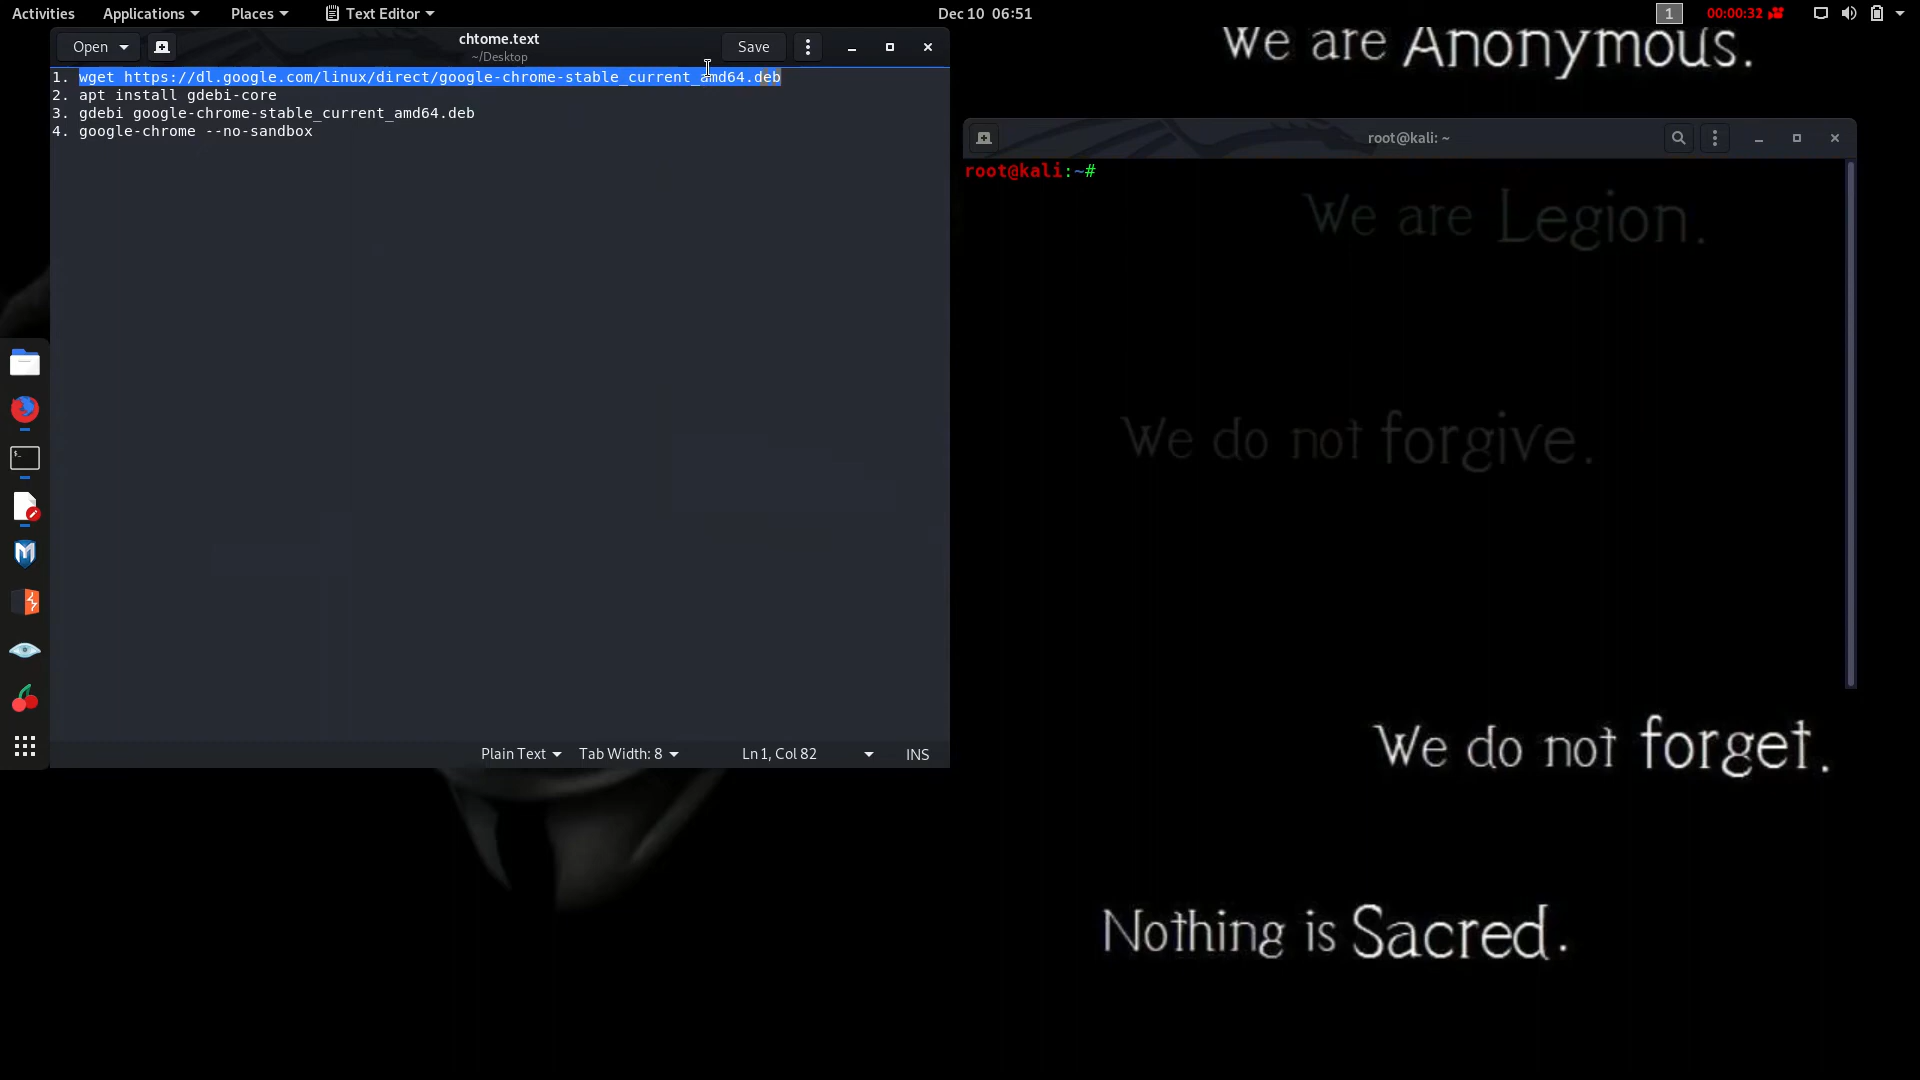 Activities Applications Places Text Editor Dec 10 06:51 1 00:00:32
Open chtome.text Save
~/Desktop
1. wget https://dl.google.com/linux/direct/google-chrome-stable_current_amd64.deb
2. apt install gdebi-core
3. gdebi google-chrome-stable_current_amd64.deb
4. google-chrome --no-sandbox
Plain Text Tab Width: 8 Ln 1, Col 82 INS
We are Anonymous.
root@kali: ~
root@kali:~#
We are Legion.
We do not forgive.
We do not forget.
Nothing is Sacred.